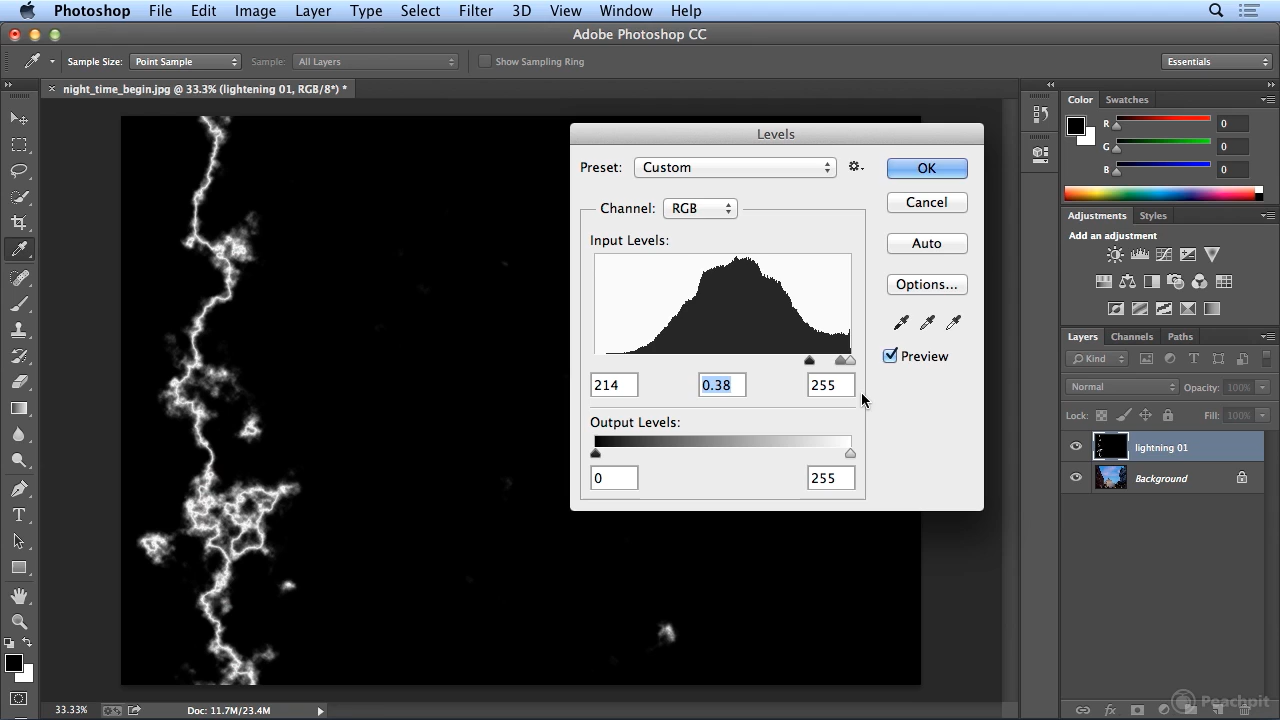 Photoshop File Edit Image Layer Type Select Filter 3D View Window Help
Adobe Photoshop CC
Sample Size: Point Sample Sample: All Layers Show Sampling Ring Essentials
× night_time_begin.jpg @ 33.3% (lightening 01, RGB/8*) *
Color Swatches
R 0
G 0
B 0
Levels
Preset: Custom OK
Channel: RGB Cancel
Input Levels: Auto
Options...
Preview
214 0.38 255
Output Levels:
0 255
Adjustments Styles
Add an adjustment
Layers Channels Paths
Kind T
Normal Opacity: 100%
Lock: Fill: 100%
lightning 01
Background
T
33.33% Doc: 11.7M/23.4M
fx
Peachpit